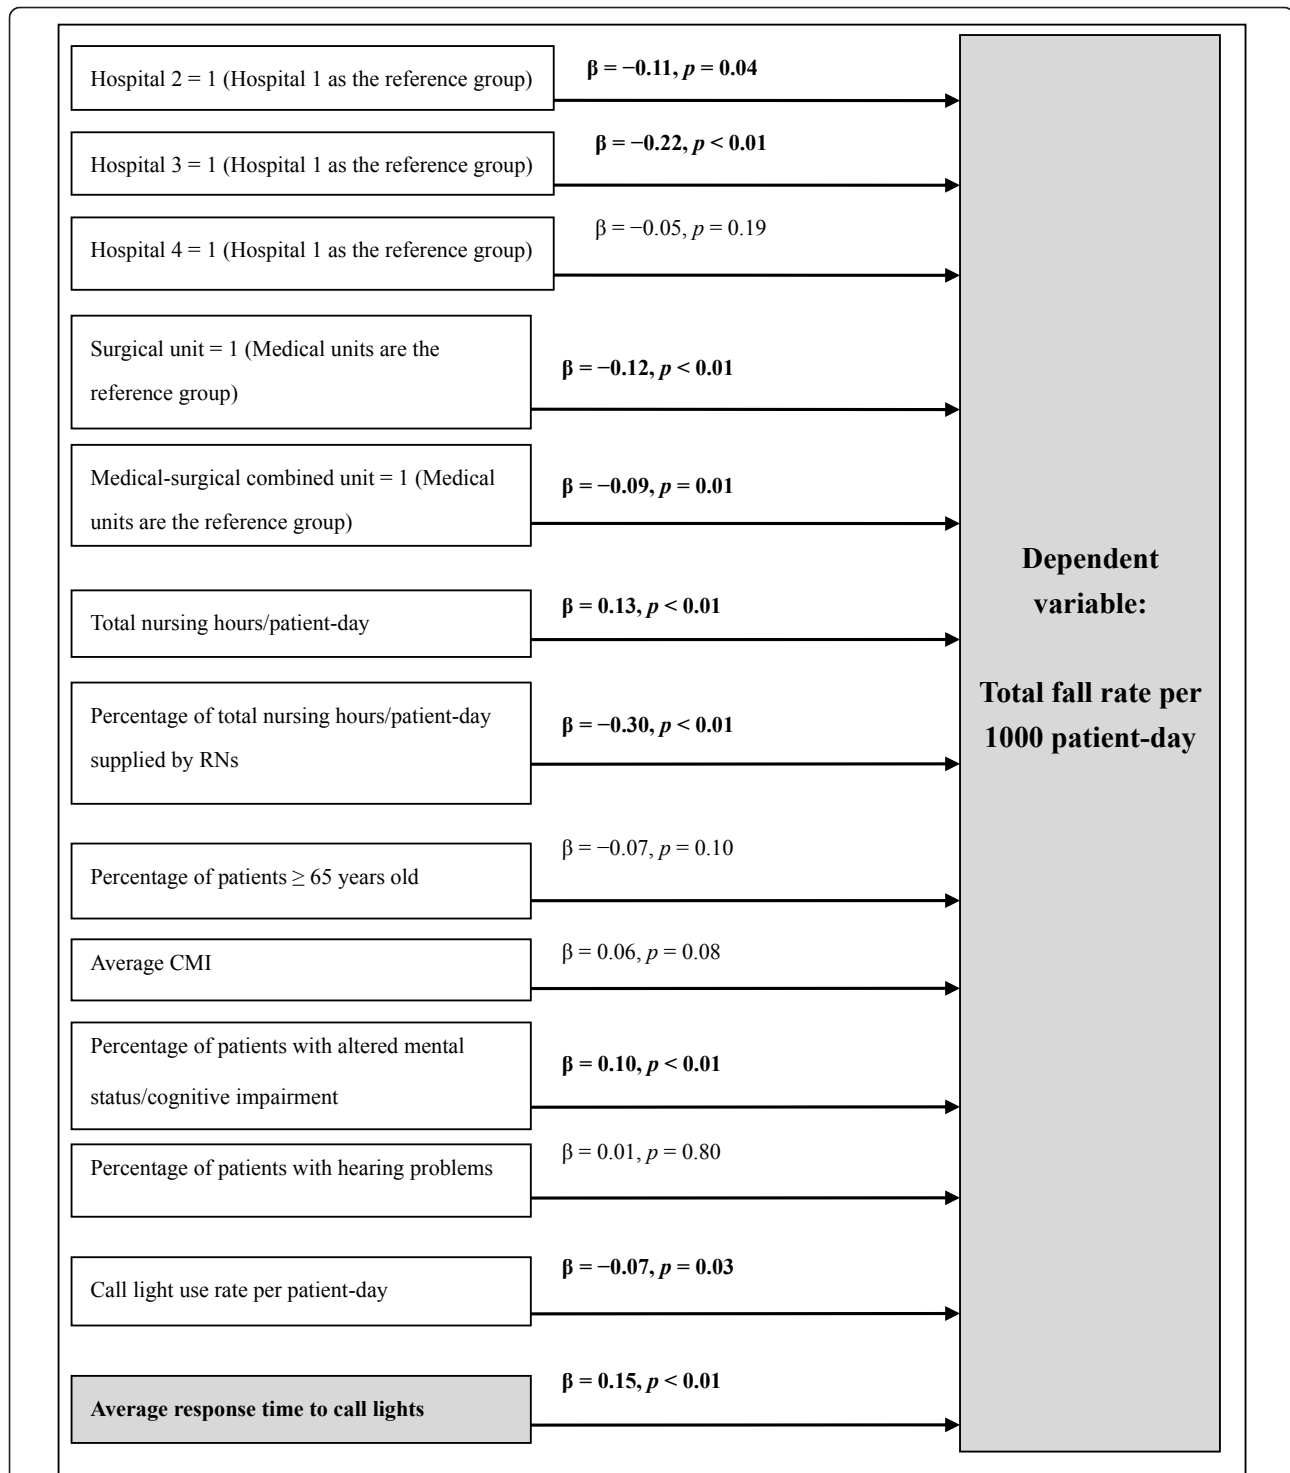 Hospital 2 = 1 (Hospital 1 as the reference group)
β = −0.11, p = 0.04
Hospital 3 = 1 (Hospital 1 as the reference group)
β = −0.22, p < 0.01
Hospital 4 = 1 (Hospital 1 as the reference group)
β = −0.05, p = 0.19
Surgical unit = 1 (Medical units are the
reference group)
β = −0.12, p < 0.01
Medical-surgical combined unit = 1 (Medical
units are the reference group)
β = −0.09, p = 0.01
Total nursing hours/patient-day
β = 0.13, p < 0.01
Percentage of total nursing hours/patient-day
supplied by RNs
β = −0.30, p < 0.01
Percentage of patients ≥ 65 years old
β = −0.07, p = 0.10
Average CMI
β = 0.06, p = 0.08
Percentage of patients with altered mental
status/cognitive impairment
β = 0.10, p < 0.01
Percentage of patients with hearing problems
β = 0.01, p = 0.80
Call light use rate per patient-day
β = −0.07, p = 0.03
Average response time to call lights
β = 0.15, p < 0.01
Dependent
variable:
Total fall rate per
1000 patient-day